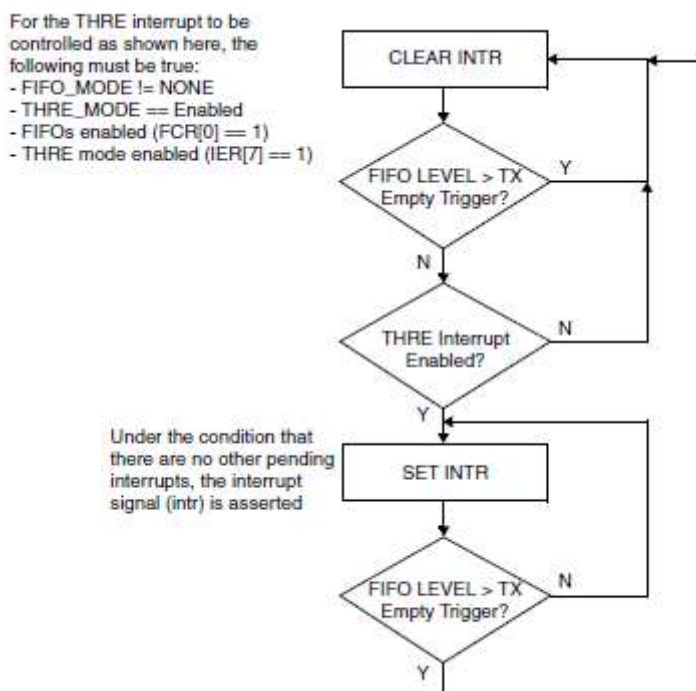 For the THRE interrupt to be
controlled as shown here, the
following must be true:
- FIFO_MODE != NONE
- THRE_MODE == Enabled
- FIFOs enabled (FCR[0] == 1)
- THRE mode enabled (IER[7] == 1)
CLEAR INTR
FIFO LEVEL > TX
Empty Trigger?
Y
N
THRE Interrupt
Enabled?
N
Y
Under the condition that
there are no other pending
interrupts, the interrupt
signal (intr) is asserted
SET INTR
FIFO LEVEL > TX
Empty Trigger?
N
Y